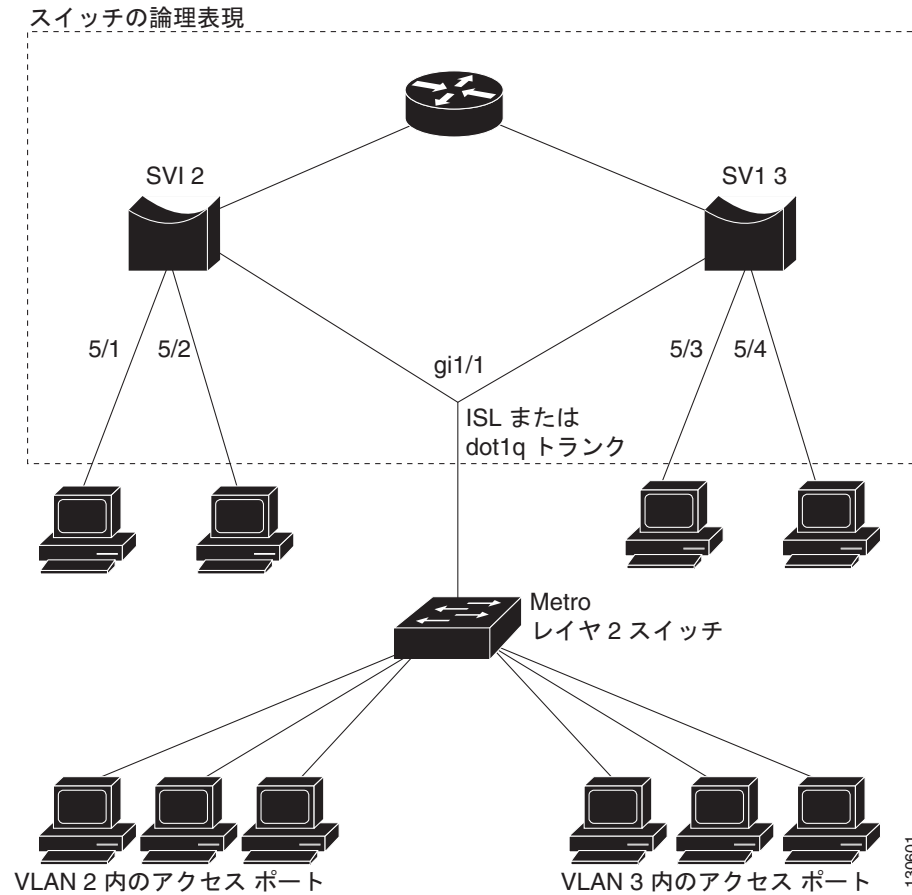 スイッチの論理表現
SVI 2
SV1 3
5/1
5/2
gi1/1
5/3
5/4
ISL または
dot1q トランク
Metro
レイヤ 2 スイッチ
VLAN 2 内のアクセス ポート
VLAN 3 内のアクセス ポート
130601